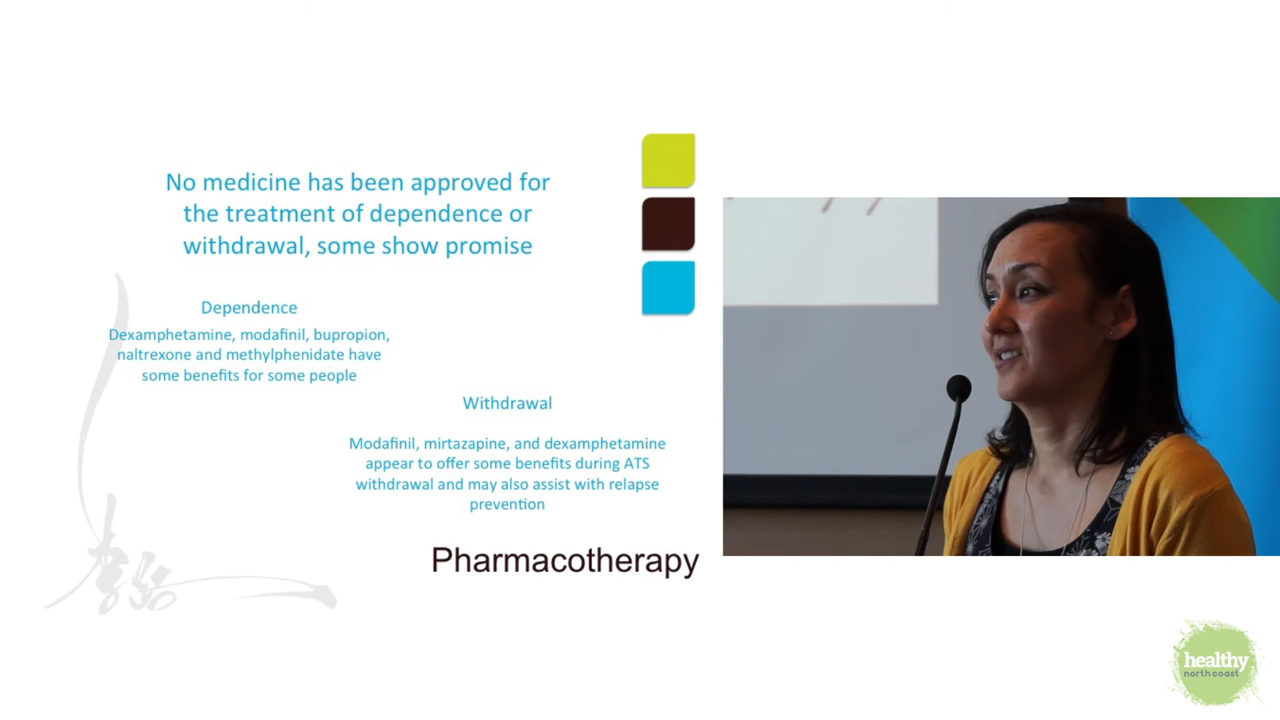 No medicine has been approved for
the treatment of dependence or
withdrawal, some show promise
Dependence
Dexamphetamine, modafinil, bupropion,
naltrexone and methylphenidate have
some benefits for some people
Withdrawal
Modafinil, mirtazapine, and dexamphetamine
appear to offer some benefits during ATS
withdrawal and may also assist with relapse
prevention
Pharmacotherapy
healthy
north coast